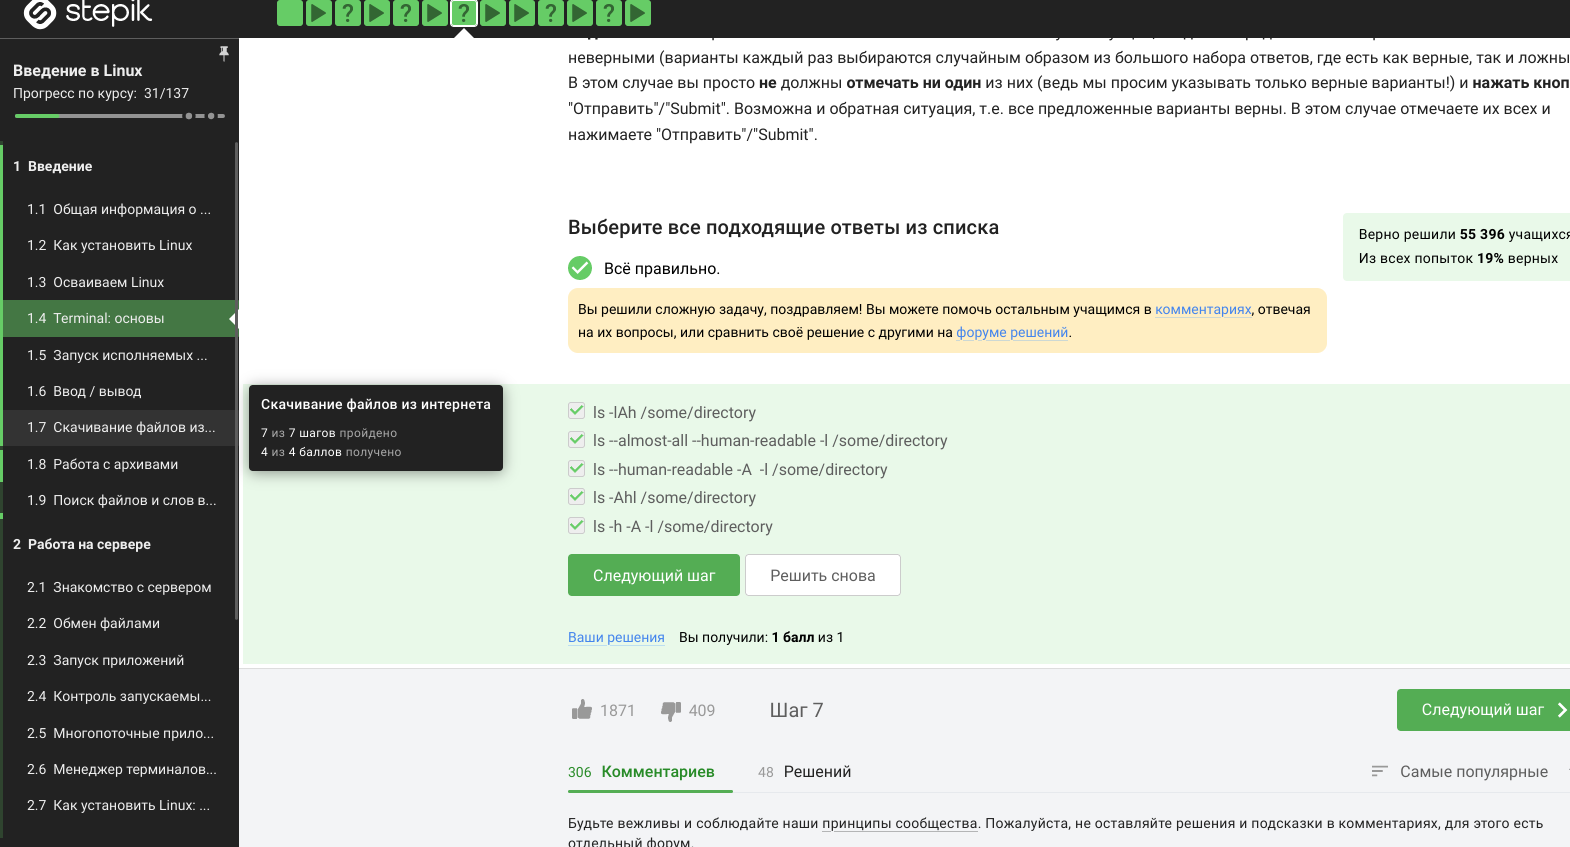 stepik
Введение в Linux
Прогресс по курсу: 31/137
1 Введение
1.1 Общая информация о ...
1.2 Как установить Linux
1.3 Осваиваем Linux
1.4 Terminal: основы
1.5 Запуск исполняемых ...
1.6 Ввод / вывод
1.7 Скачивание файлов из...
1.8 Работа с архивами
1.9 Поиск файлов и слов в...
2 Работа на сервере
2.1 Знакомство с сервером
2.2 Обмен файлами
2.3 Запуск приложений
2.4 Контроль запускаемы...
2.5 Многопоточные прило...
2.6 Менеджер терминалов...
2.7 Как установить Linux: ...
Скачивание файлов из интернета
7 из 7 шагов пройдено
4 из 4 баллов получено
? ? ? ? ?
неверными (варианты каждый раз выбираются случайным образом из большого набора ответов, где есть как верные, так и ложны
В этом случае вы просто не должны отмечать ни один из них (ведь мы просим указывать только верные варианты!) и нажать кноп
"Отправить"/"Submit". Возможна и обратная ситуация, т.е. все предложенные варианты верны. В этом случае отмечаете их всех и
нажимаете "Отправить"/"Submit".
Выберите все подходящие ответы из списка
Верно решили 55 396 учащихся
Из всех попыток 19% верных
Всё правильно.
Вы решили сложную задачу, поздравляем! Вы можете помочь остальным учащимся в комментариях, отвечая
на их вопросы, или сравнить своё решение с другими на форуме решений.
ls -lAh /some/directory
ls --almost-all --human-readable -l /some/directory
ls --human-readable -A  -l /some/directory
ls -Ahl /some/directory
ls -h -A -l /some/directory
Следующий шаг Решить снова
Ваши решения Вы получили: 1 балл из 1
1871 409 Шаг 7 Следующий шаг
306 Комментариев 48 Решений Самые популярные
Будьте вежливы и соблюдайте наши принципы сообщества. Пожалуйста, не оставляйте решения и подсказки в комментариях, для этого есть
отдельный форум.